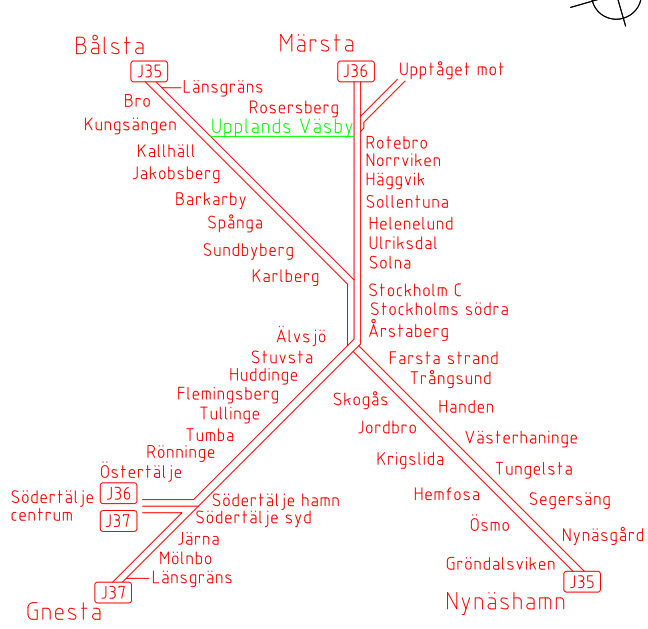 Bålsta
Märsta
J35
J36
Upptåget mot
Länsgräns
Bro
Rosersberg
Kungsängen
Upplands Väsby
Rotebro
Kallhäll
Norrviken
Jakobsberg
Häggvik
Barkarby
Sollentuna
Spånga
Helenelund
Ulriksdal
Sundbyberg
Solna
Karlberg
Stockholm C
Stockholms södra
Årstaberg
Älvsjö
Stuvsta
Farsta strand
Huddinge
Trångsund
Flemingsberg
Skogås
Tullinge
Handen
Jordbro
Tumba
Västerhaninge
Rönninge
Krigslida
Östertälje
Tungelsta
J36
Södertälje
centrum
Södertälje hamn
Hemfosa
Segersäng
J37
Södertälje syd
Ösmo
Järna
Nynäsgård
Mölnbo
Gröndalsviken
Länsgräns
J37
J35
Gnesta
Nynäshamn